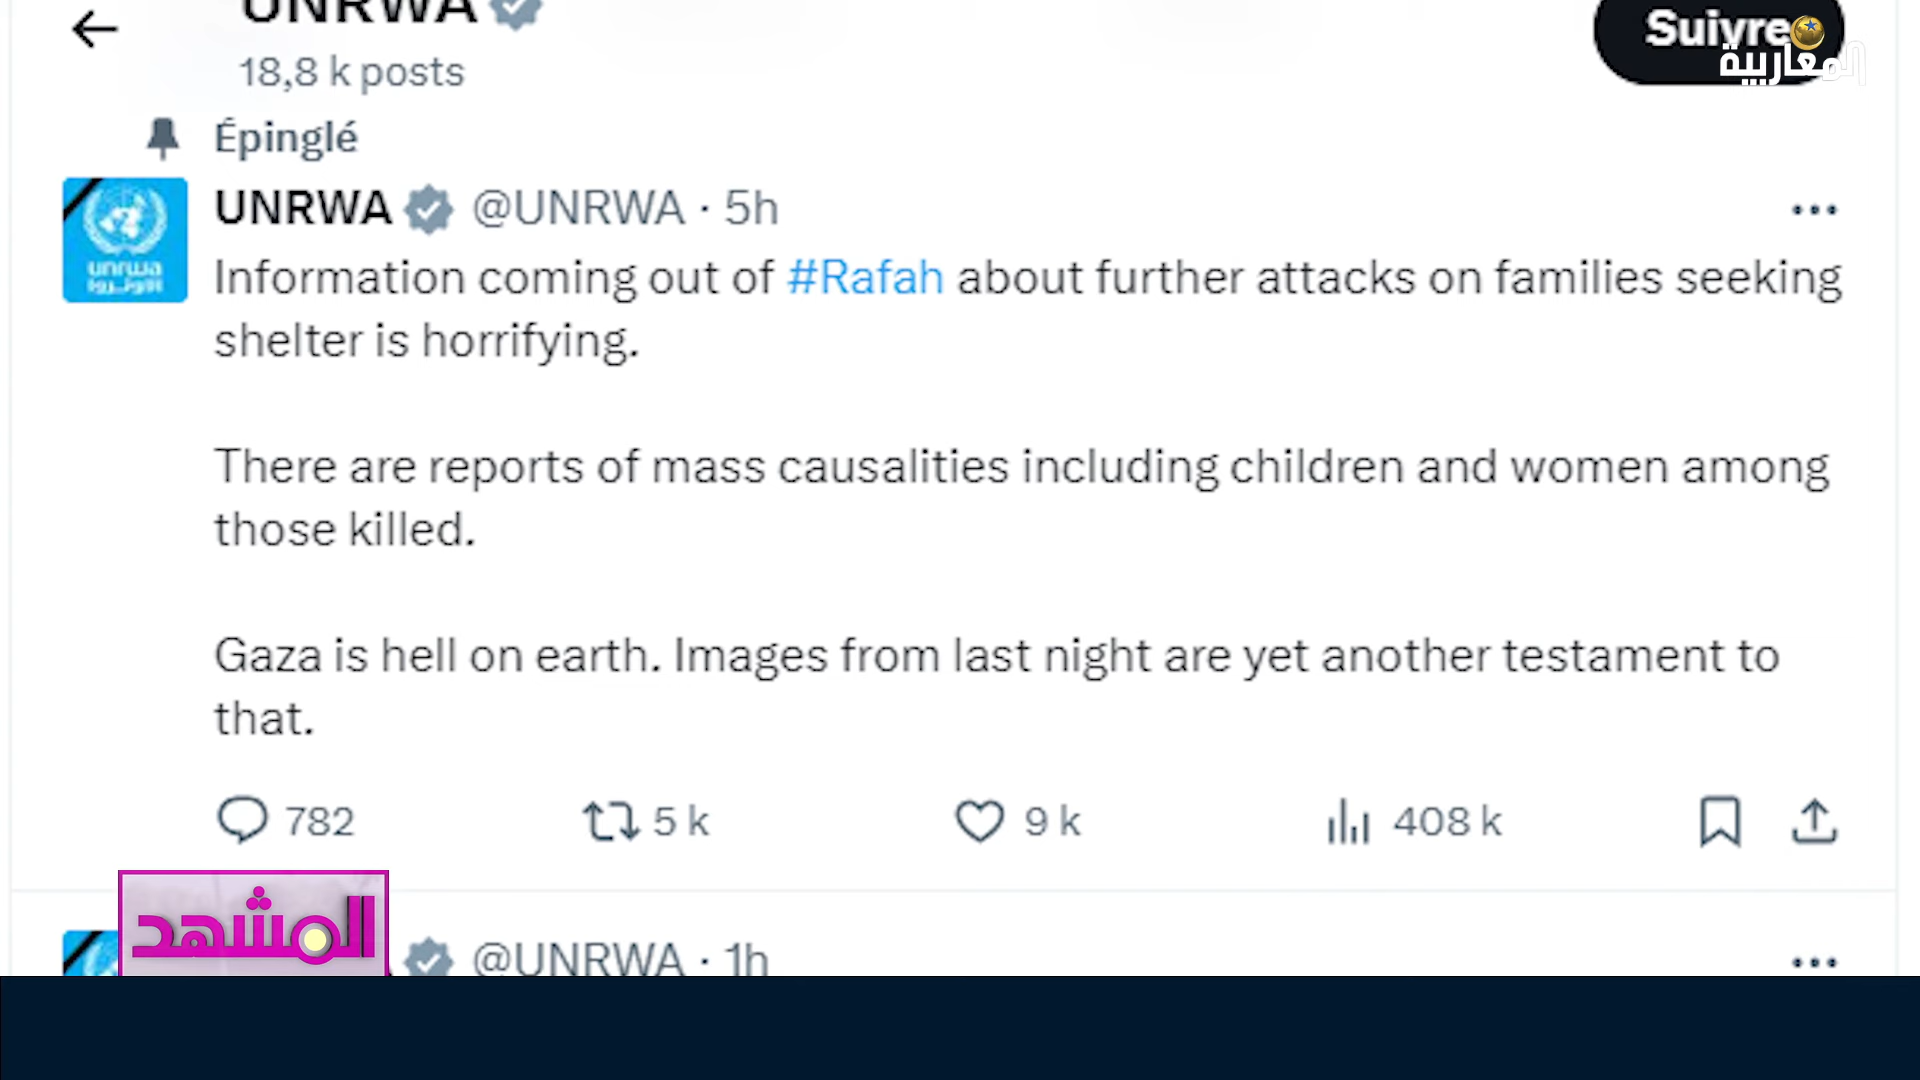 UNRWA
18,8 k posts
Suivre
المغاربية
Épinglé
UNRWA @UNRWA · 5h
unrwa
الأونروا
Information coming out of #Rafah about further attacks on families seeking
shelter is horrifying.
There are reports of mass causalities including children and women among
those killed.
Gaza is hell on earth. Images from last night are yet another testament to
that.
782 5 k 9 k 408 k
المشهد
@UNRWA · 1h